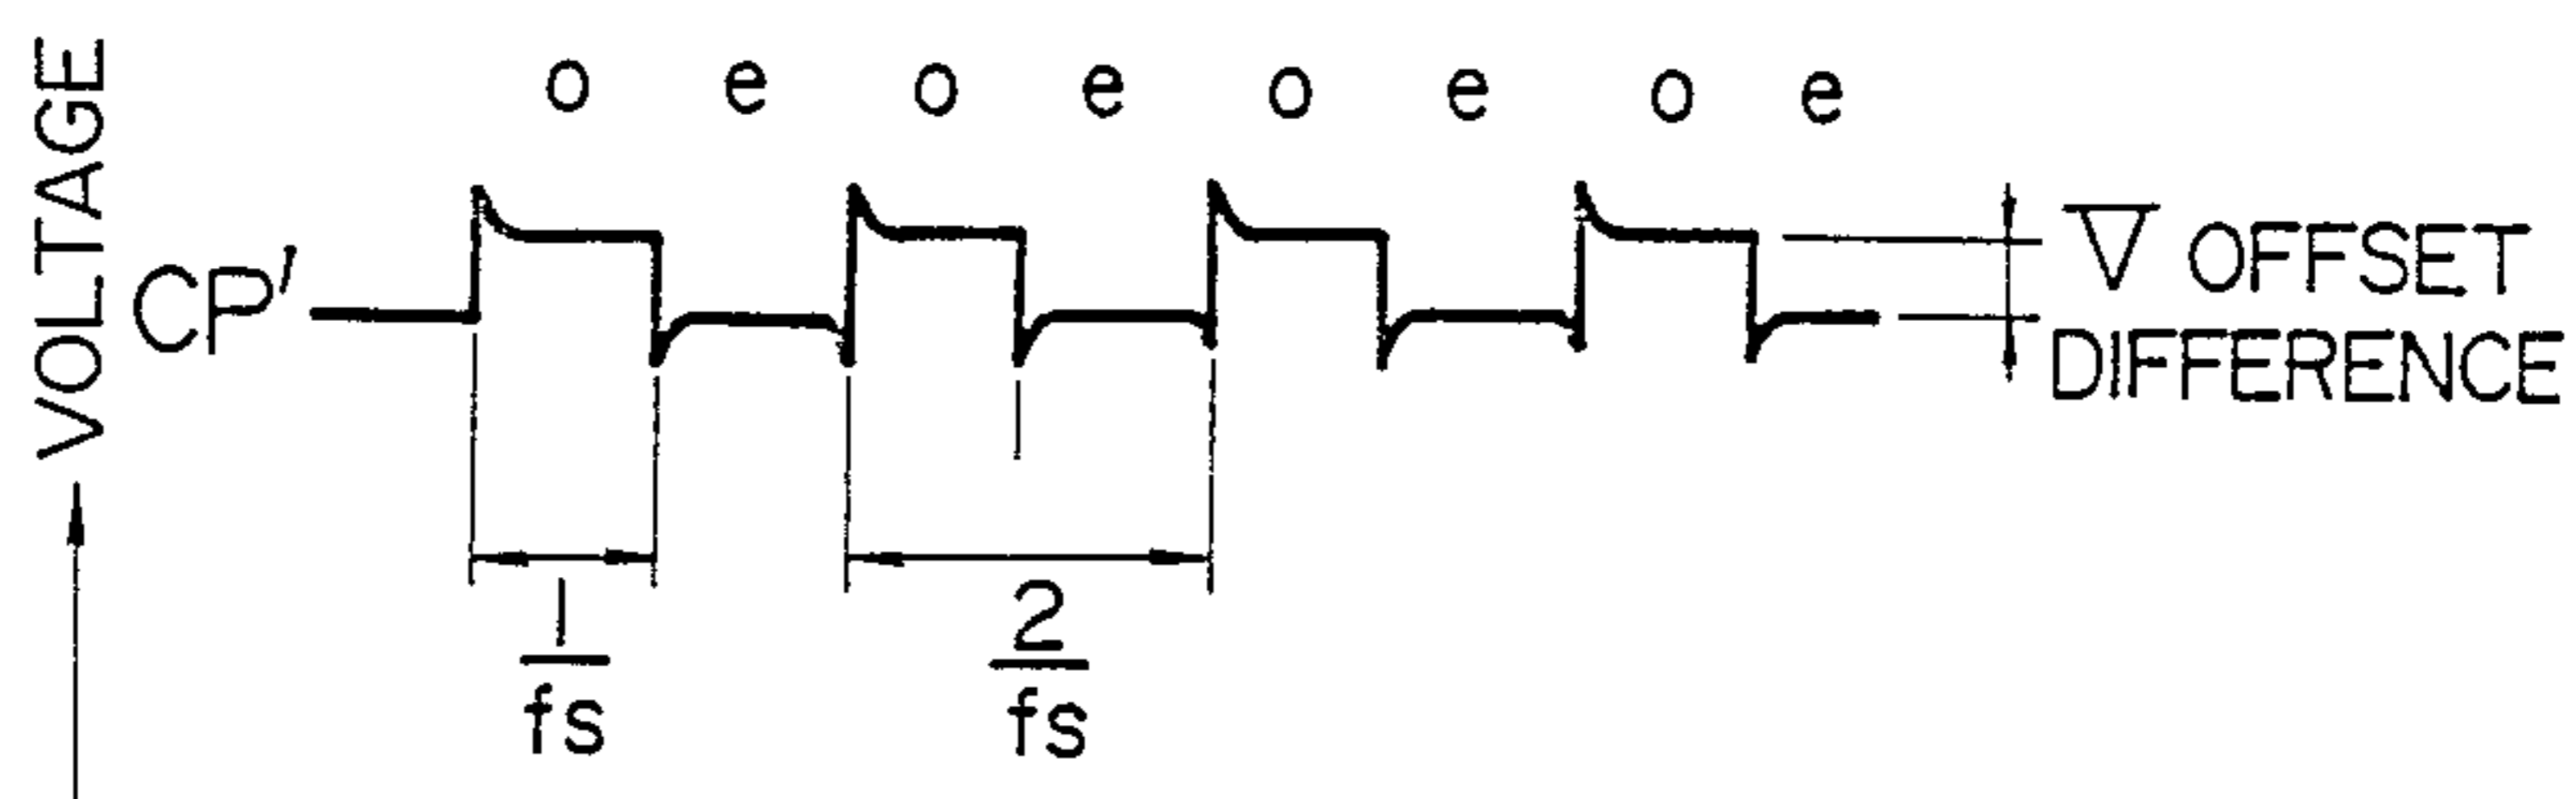 VOLTAGE
o e o e o e o e
CP'
V OFFSET
DIFFERENCE
1
fs
2
fs